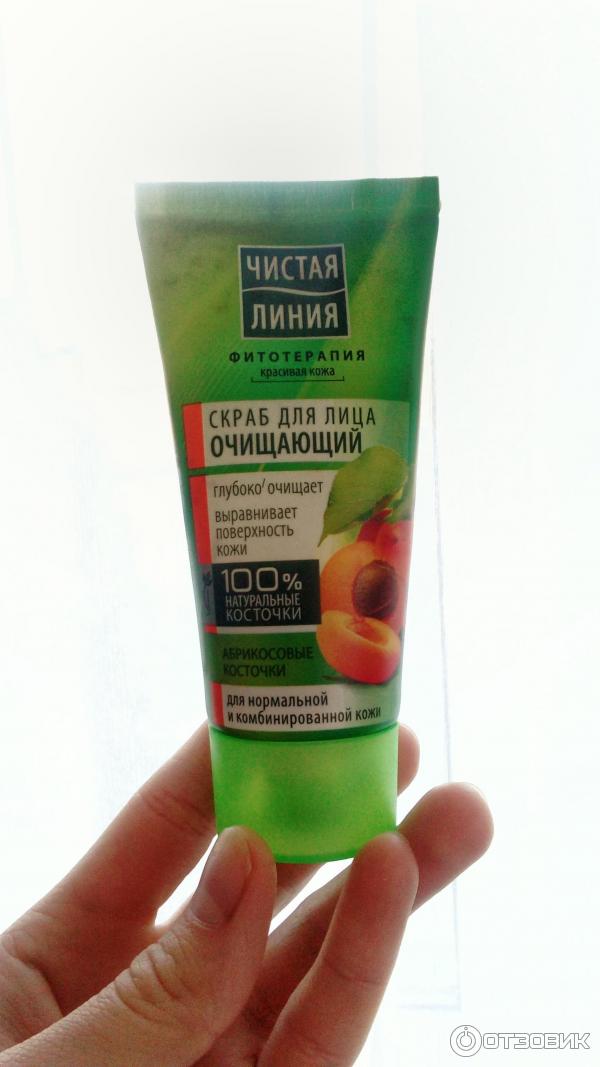 ЧИСТАЯ
ЛИНИЯ
ФИТОТЕРАПИЯ
красивая кожа
СКРАБ ДЛЯ ЛИЦА
ОЧИЩАЮЩИЙ
глубоко очищает
выравнивает
поверхность
кожи
100%
НАТУРАЛЬНЫЕ
КОСТОЧКИ
АБРИКОСОВЫЕ
КОСТОЧКИ
для нормальной
и комбинированной кожи
ОТЗОВИК